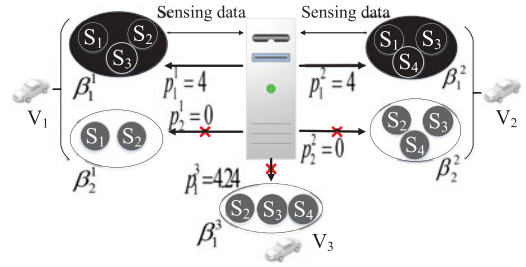 Sensing data Sensing data
S₁ S₂ S₃
S₁ S₃ S₄
β₁¹ p₁¹=4 p₁² =4 β₁²
V₁ V₂
p₂¹=0
S₁ S₂
S₂ S₃ S₄
β₂¹ p₂²=0 β₂²
p₁³=4.24
S₂ S₃ S₄
β₁³ V₃